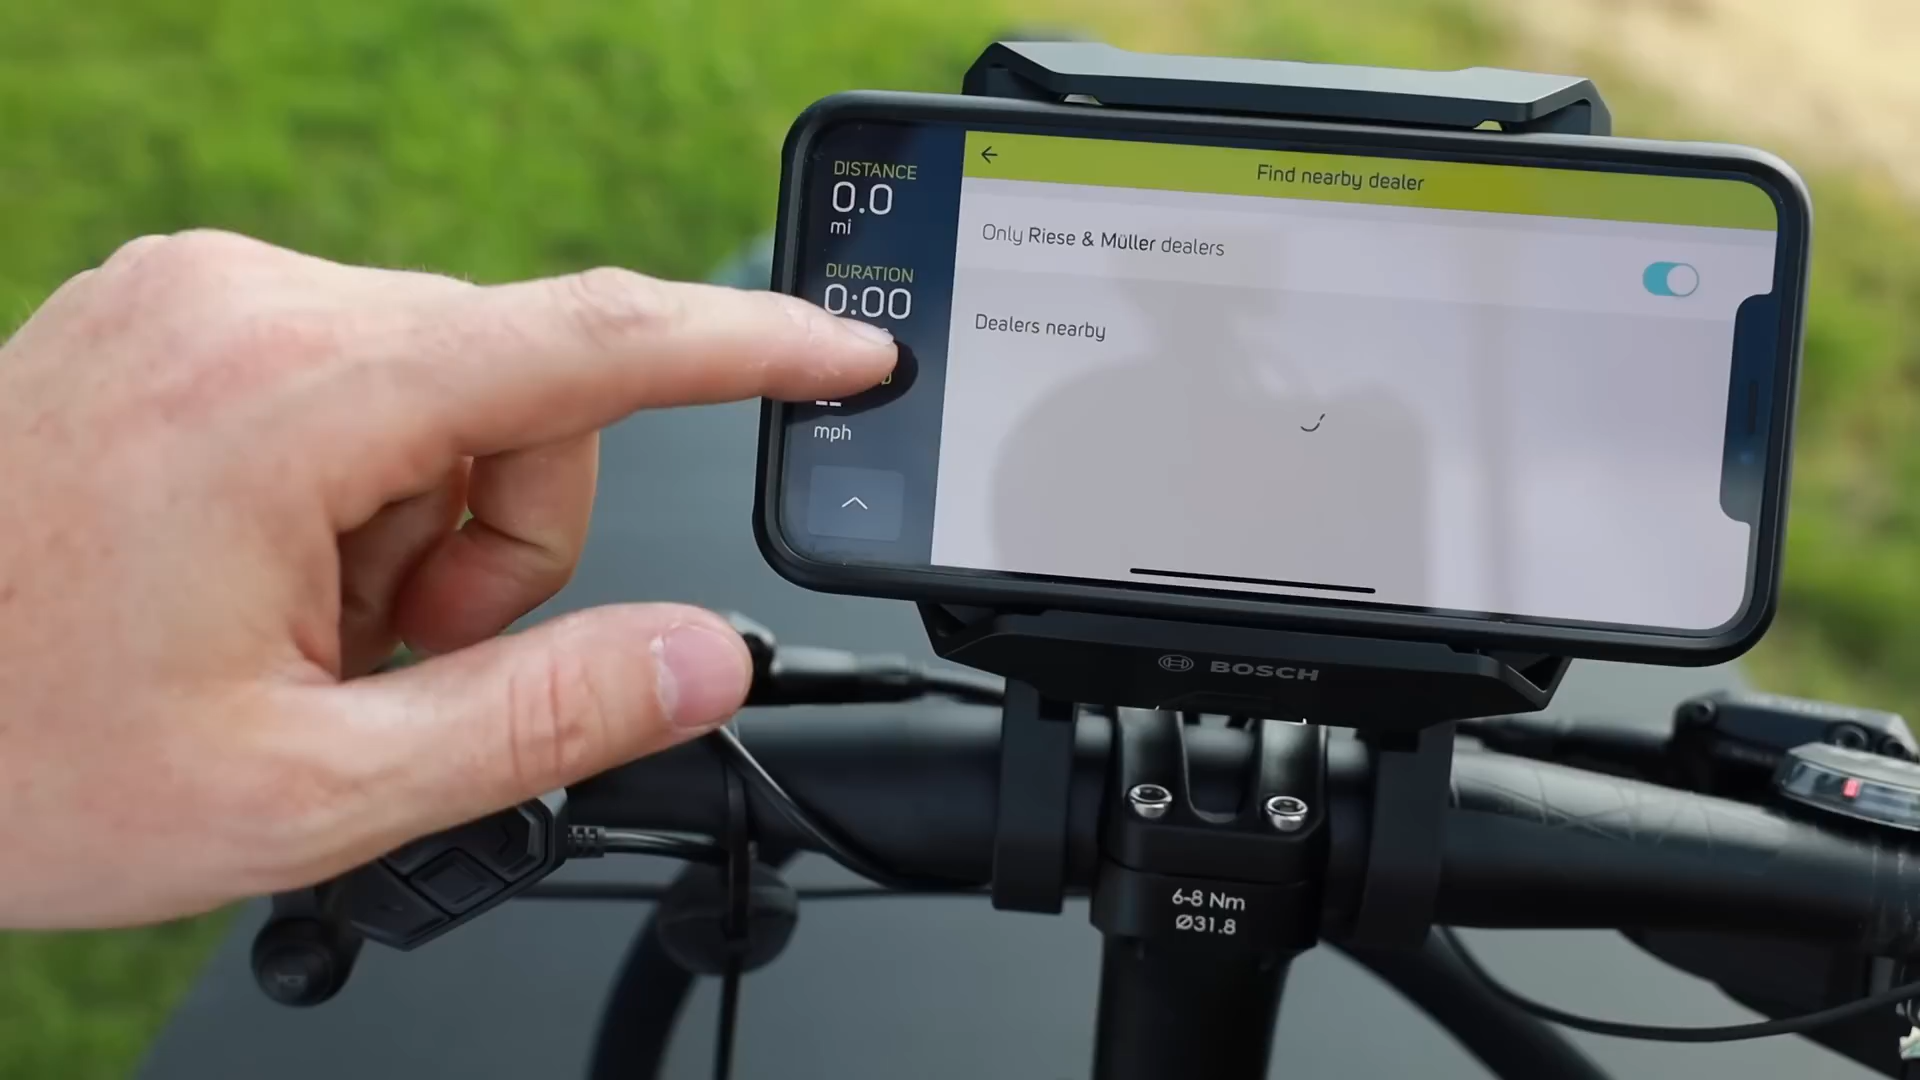 DISTANCE
0.0
mi
DURATION
0:00
--
mph
Find nearby dealer
Only Riese & Müller dealers
Dealers nearby
BOSCH
6-8 Nm
Ø31.8